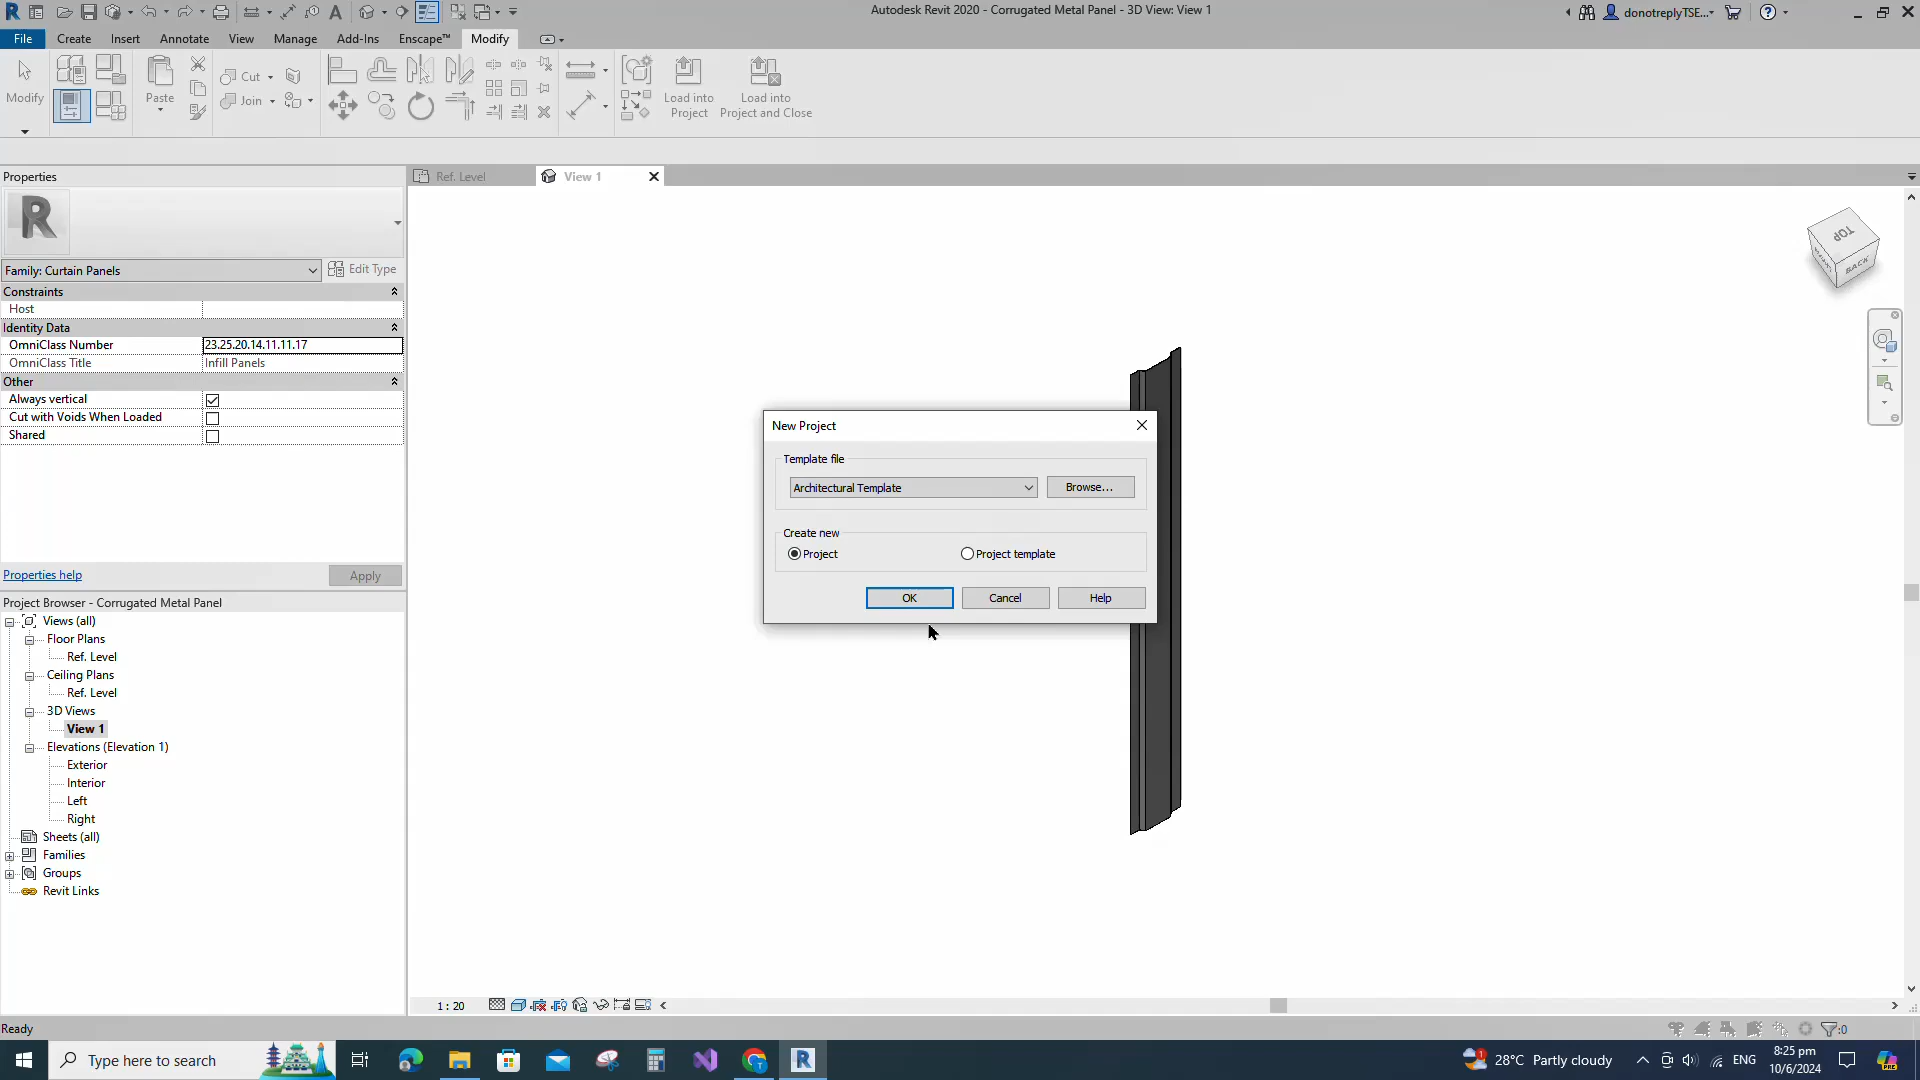 Autodesk Revit 2020 - Corrugated Metal Panel - 3D View: View 1
donotreplyTSE...
File Create Insert Annotate View Manage Add-Ins Enscape™ Modify
Modify
Paste
Cut
Join
Load into
Project
Load into
Project and Close
Properties
R
Family: Curtain Panels
Edit Type
Constraints
Host
Identity Data
OmniClass Number 23.25.20.14.11.11.17
OmniClass Title Infill Panels
Other
Always vertical
Cut with Voids When Loaded
Shared
Properties help
Apply
Project Browser - Corrugated Metal Panel
Views (all)
Floor Plans
Ref. Level
Ceiling Plans
Ref. Level
3D Views
View 1
Elevations (Elevation 1)
Exterior
Interior
Left
Right
Sheets (all)
Families
Groups
Revit Links
Ref. Level
View 1
TOP
BACK
New Project
Template file
Architectural Template
Browse...
Create new
Project
Project template
OK
Cancel
Help
1 : 20
Ready
:0
Type here to search
28°C Partly cloudy
ENG
8:25 pm
10/6/2024